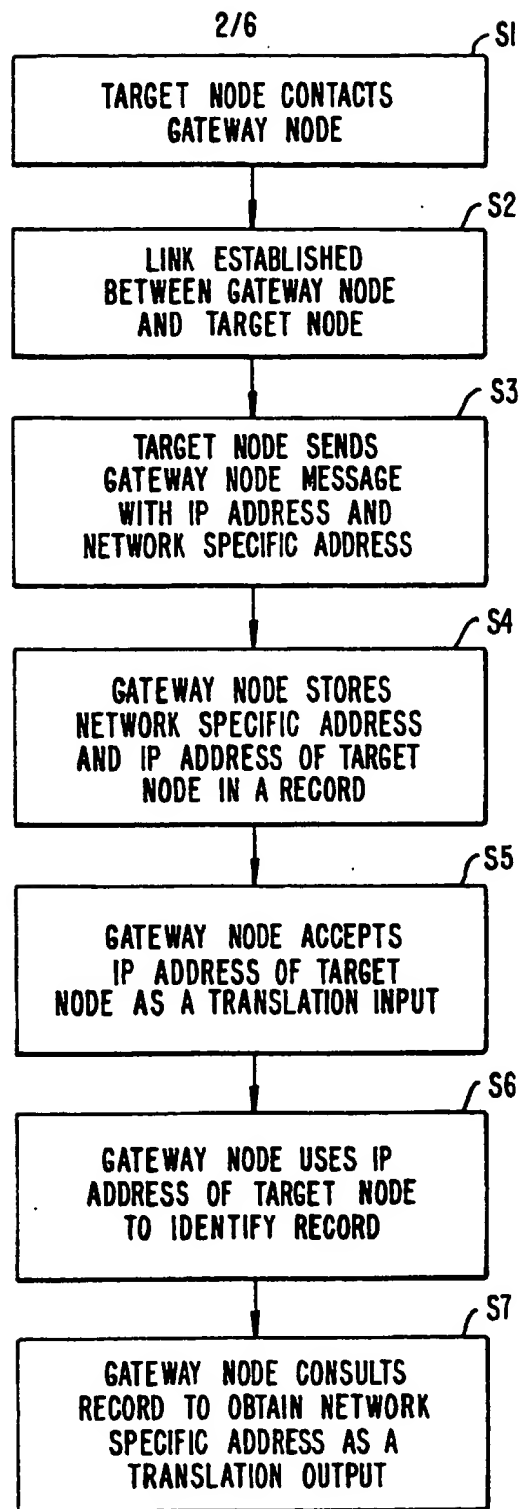 2/6
S1
TARGET NODE CONTACTS
GATEWAY NODE
S2
LINK ESTABLISHED
BETWEEN GATEWAY NODE
AND TARGET NODE
S3
TARGET NODE SENDS
GATEWAY NODE MESSAGE
WITH IP ADDRESS AND
NETWORK SPECIFIC ADDRESS
S4
GATEWAY NODE STORES
NETWORK SPECIFIC ADDRESS
AND IP ADDRESS OF TARGET
NODE IN A RECORD
S5
GATEWAY NODE ACCEPTS
IP ADDRESS OF TARGET
NODE AS A TRANSLATION INPUT
S6
GATEWAY NODE USES IP
ADDRESS OF TARGET NODE
TO IDENTIFY RECORD
S7
GATEWAY NODE CONSULTS
RECORD TO OBTAIN NETWORK
SPECIFIC ADDRESS AS A
TRANSLATION OUTPUT